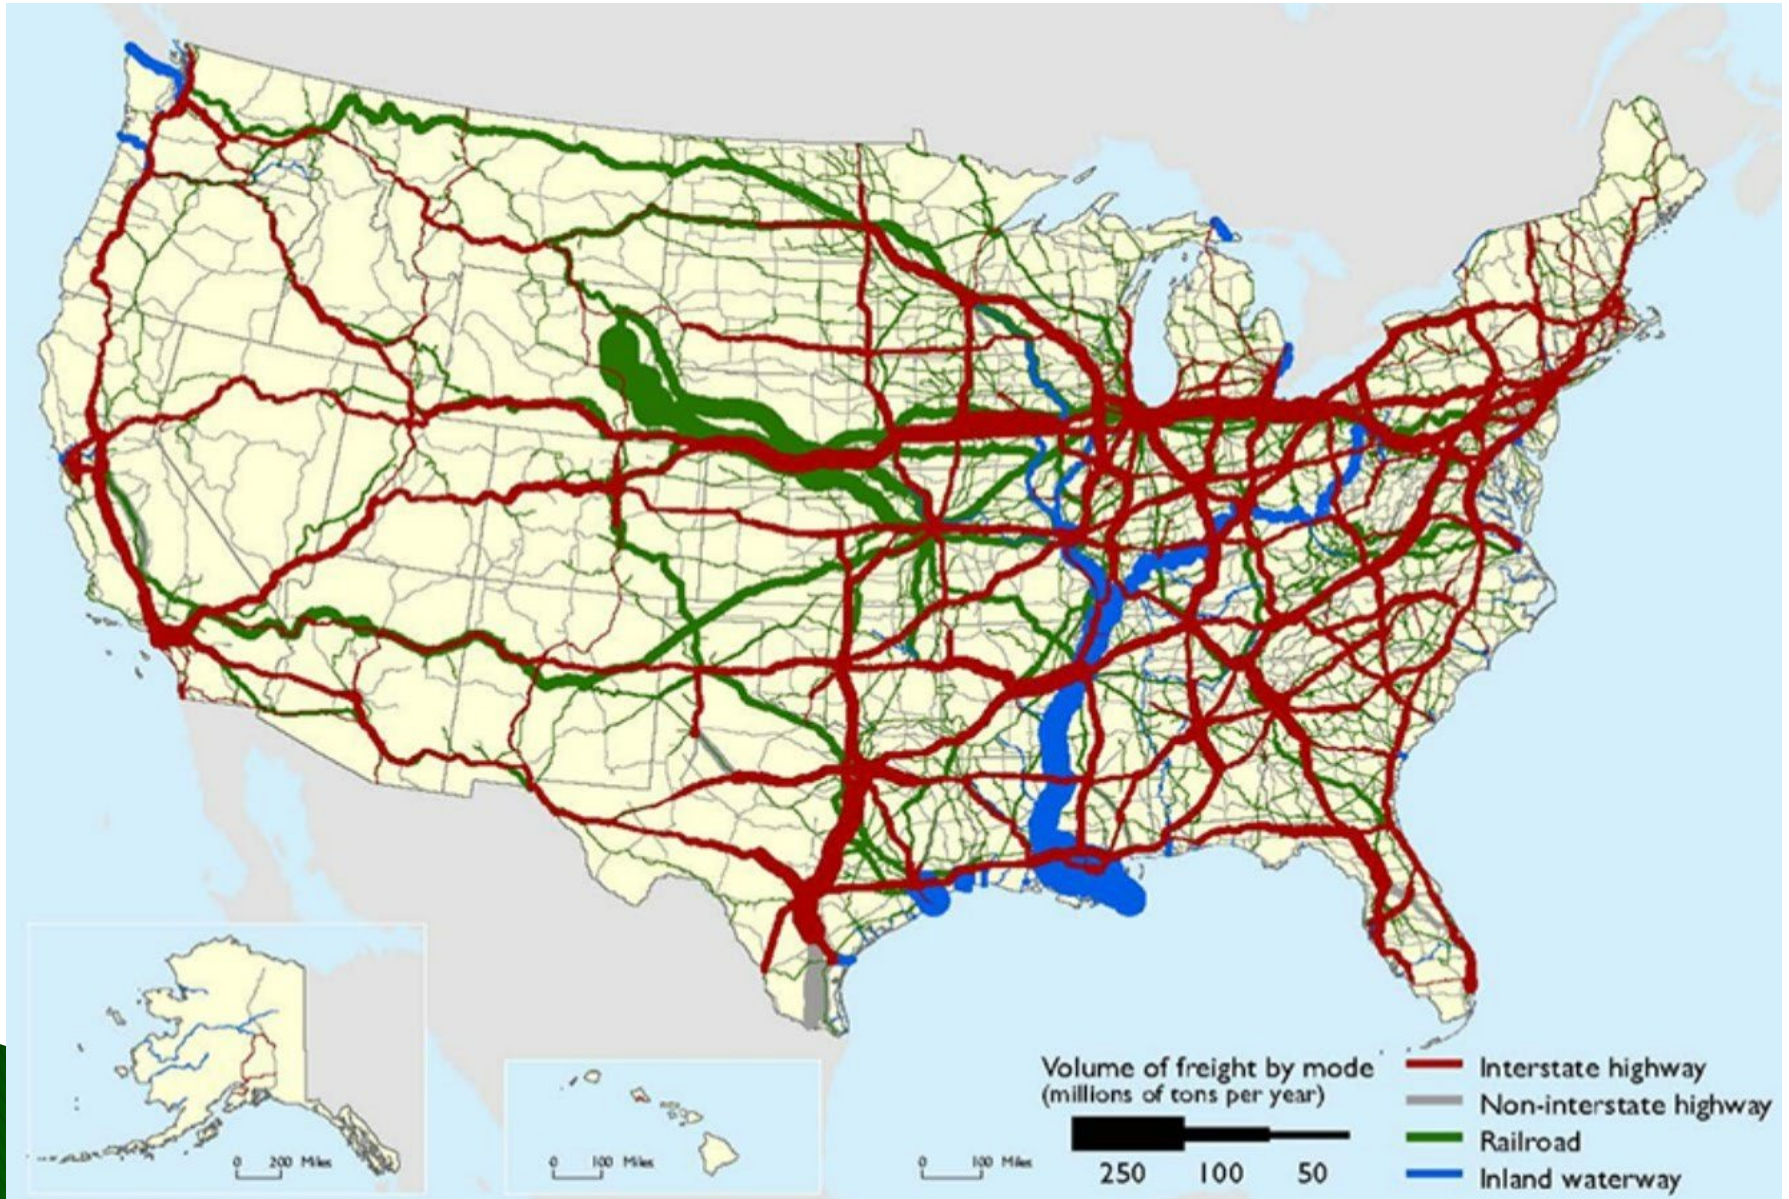 Volume of freight by mode
(millions of tons per year)
250 100 50
Interstate highway
Non-interstate highway
Railroad
Inland waterway
0 200 Miles
0 100 Miles
0 100 Miles